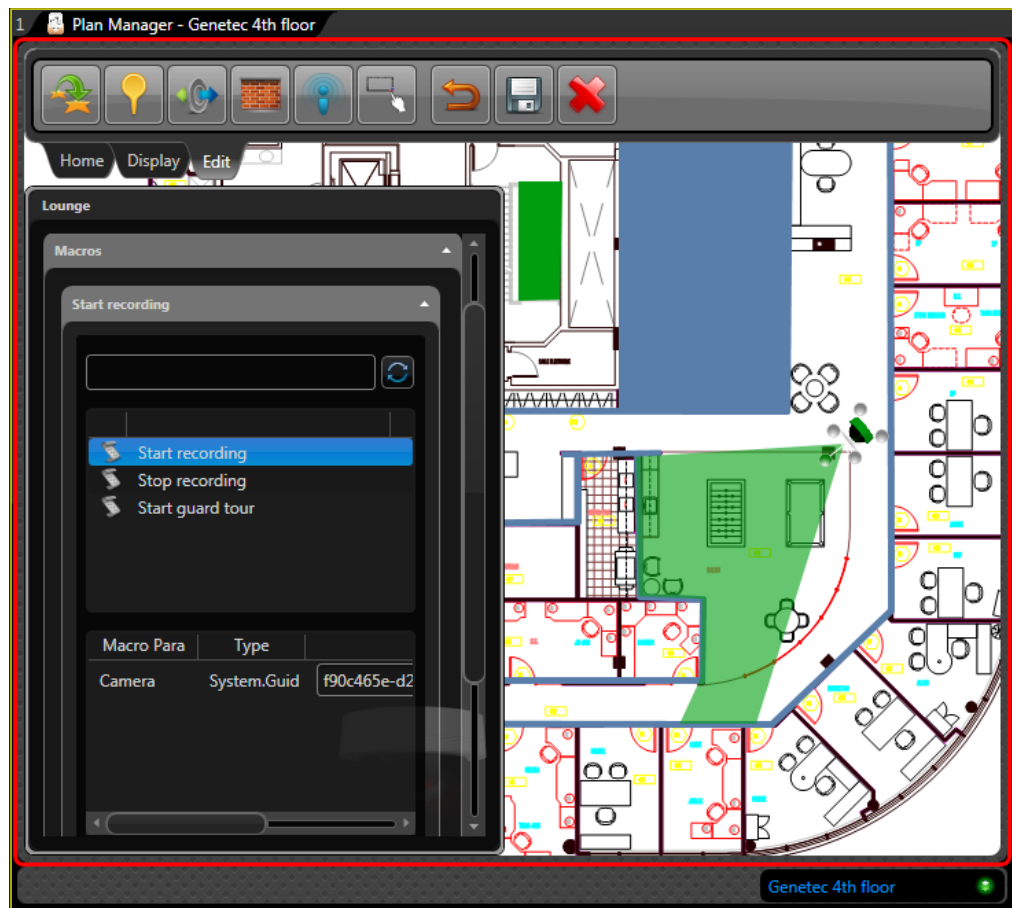 1 Plan Manager - Genetec 4th floor
Home Display Edit
Lounge
Macros
Start recording
Start recording
Stop recording
Start guard tour
Macro Para Type
Camera System.Guid f90c465e-d2
Genetec 4th floor